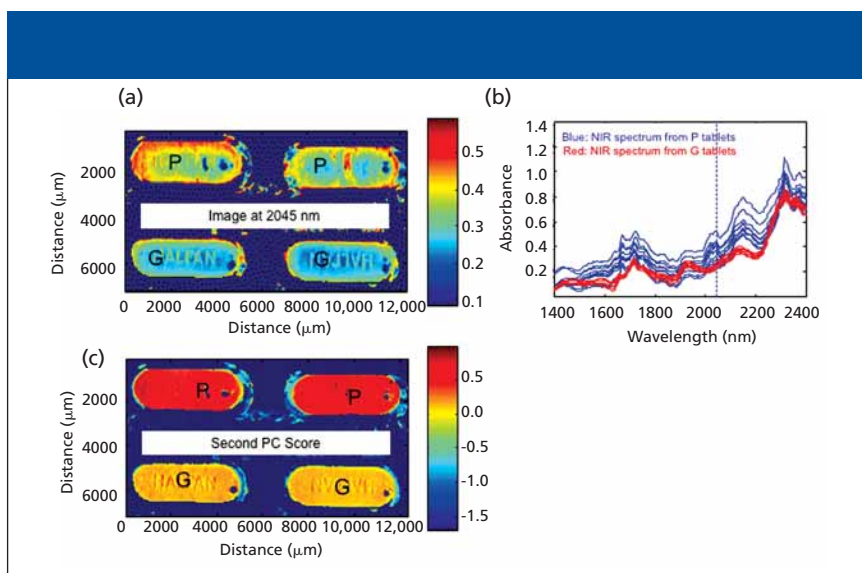 (a)
P
P
Image at 2045 nm
G
G
2000
4000
6000
Distance (μm)
0 2000 4000 6000 8000 10,000 12,000
Distance (μm)
0.5
0.4
0.3
0.2
0.1
(b)
Blue: NIR spectrum from P tablets
Red: NIR spectrum from G tablets
1.4
1.2
1.0
0.8
0.6
0.4
0.2
Absorbance
1400 1600 1800 2000 2200 2400
Wavelength (nm)
(c)
R
P
Second PC Score
G
G
2000
4000
6000
Distance (μm)
0 2000 4000 6000 8000 10,000 12,000
Distance (μm)
0.5
0.0
-0.5
-1.0
-1.5